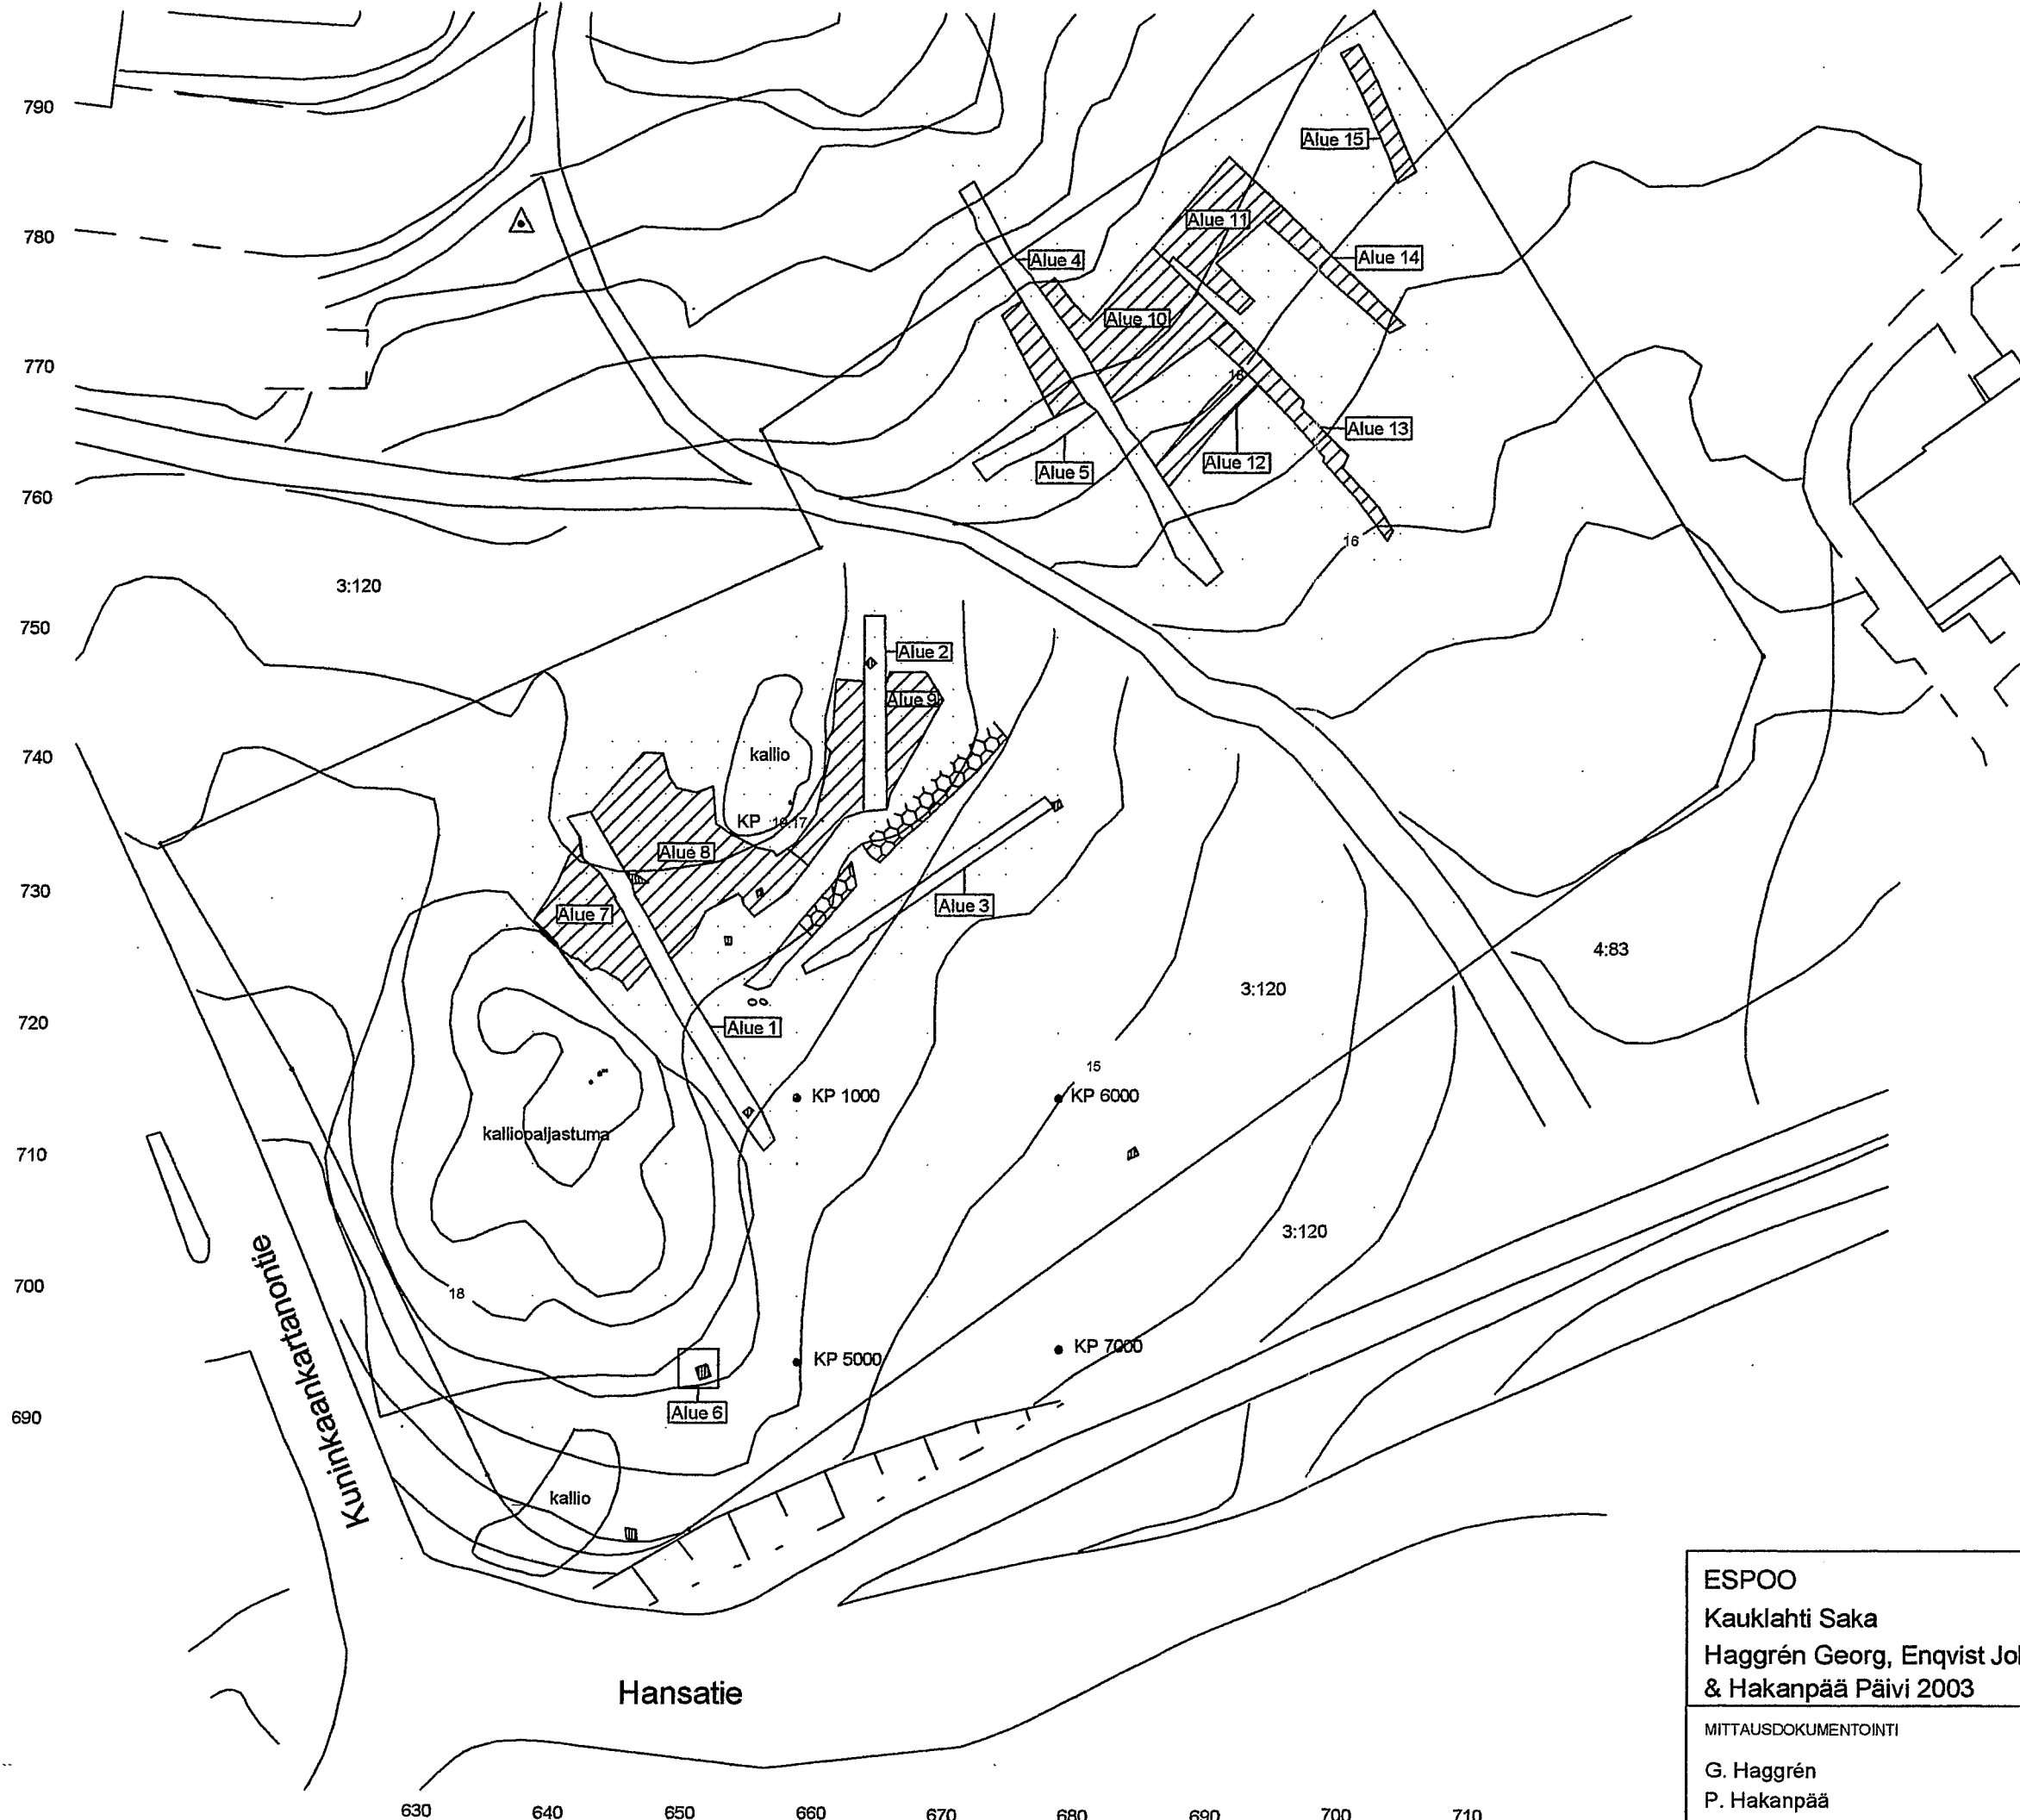 790
780
770
760
750
740
730
720
710
700
690
Alue 15
Alue 11
Alue 4
Alue 14
Alue 10
18
Alue 13
Alue 5
Alue 12
16
3:120
Alue 2
Alue 9
kallio
KP
Alue 8
Alue 7
Alue 3
4:83
3:120
Alue 1
15
KP 1000
KP 6000
kalliopaljastuma
3:120
18
Kuninkaankartanontie
KP 5000
KP 7000
Alue 6
kallio
Hansatie
ESPOO
Kauklahti Saka
Haggrén Georg, Enqvist
& Hakanpää Päivi 2003
MITTAUSDOKUMENTOINTI
G. Haggrén
P. Hakanpää
630 640 650 660 670 680 690 700 710